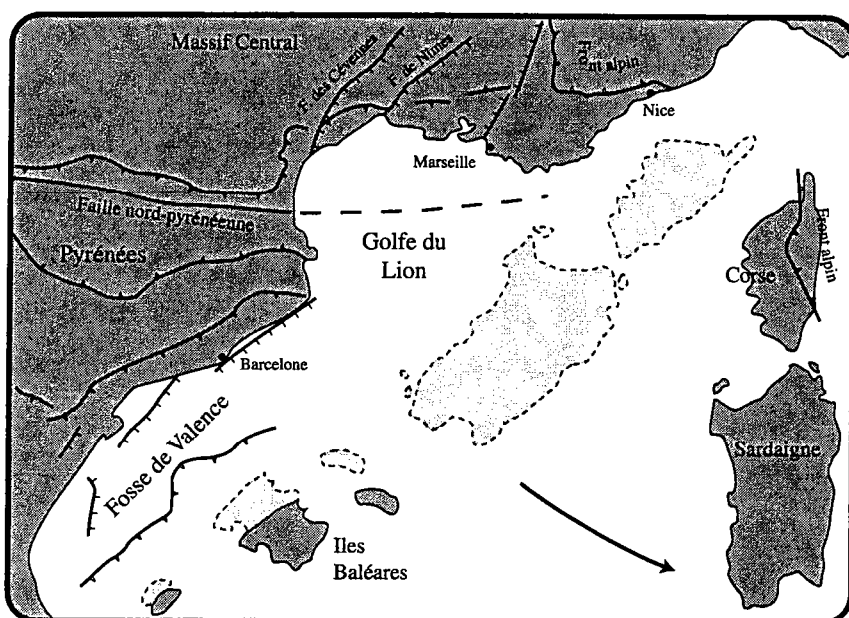 Massif Central
F. des Cévennes
F. de Nîmes
Front alpin
Nice
Marseille
Faille nord-pyrénéenne
Golfe du
Lion
Pyrénées
Corse
Front alpin
Barcelone
Fosse de Valence
Sardaigne
Iles
Baléares